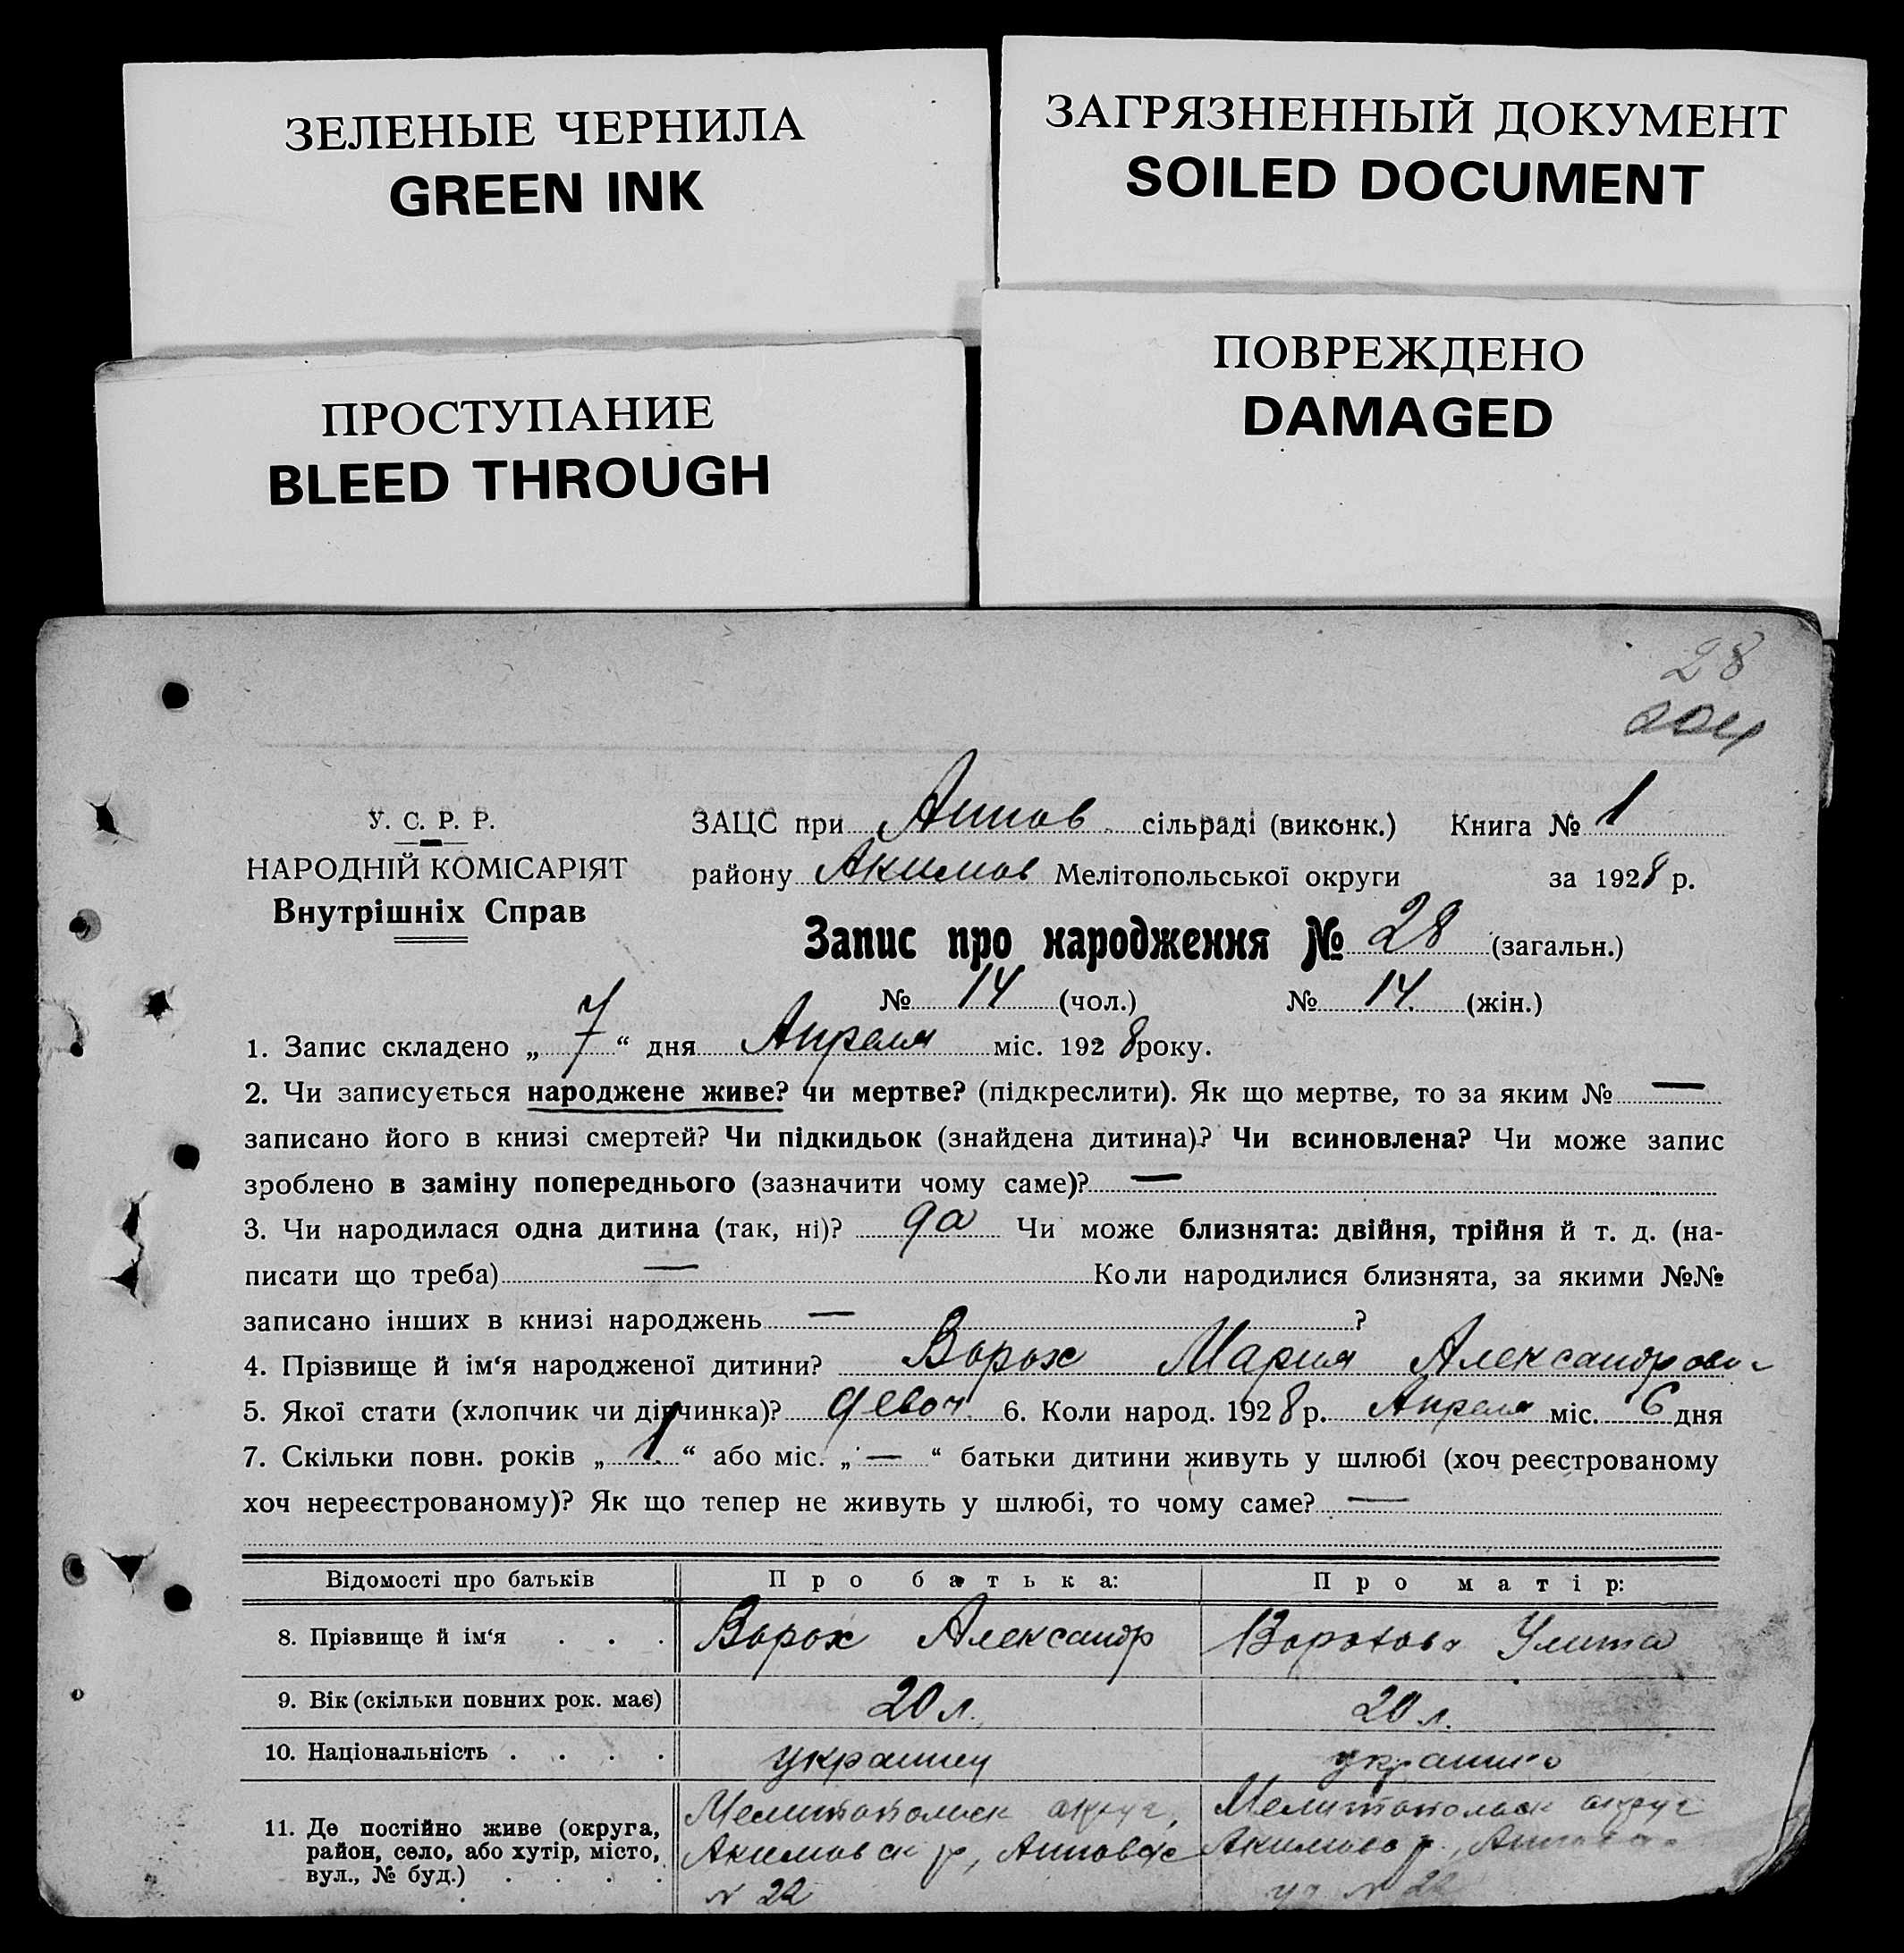 ЗЕЛЕНЫЕ ЧЕРНИЛА
GREEN INK
ЗАГРЯЗНЕННЫЙ ДОКУМЕНТ
SOILED DOCUMENT
ПРОСТУПАНИЕ
BLEED THROUGH
ПОВРЕЖДЕНО
DAMAGED
28
У. С. Р. Р.
НАРОДНІЙ КОМІСАРІЯТ
Внутрішніх Справ
ЗАЦС при сільраді (виконк.) Книга № 1
району Акимов Мелітопольської округи за 1928 р.
Запис про народження № 28 (загальн.)
№ 14 (чол.) № 14. (жін.)
1. Запис складено „ 7 “ дня Апреля міс. 1928 року.
2. Чи записується народжене живе? чи мертве? (підкреслити). Як що мертве, то за яким № —
записано його в книзі смертей? Чи підкидьок (знайдена дитина)? Чи всиновлена? Чи може запис
зроблено в заміну попереднього (зазначити чому саме)? —
3. Чи народилася одна дитина (так, ні)? да Чи може близнята: двійня, трійня й т. д. (на-
писати що треба) — Коли народилися близнята, за якими №№
записано інших в книзі народжень — ?
4. Прізвище й ім‘я народженої дитини? Ворох Мария Александров
5. Якої стати (хлопчик чи дівчинка)? девоч. 6. Коли народ. 1928 р. Апреля міс. 6 дня
7. Скільки повн. років „ 1 “ або міс. „ — “ батьки дитини живуть у шлюбі (хоч реєстрованому
хоч нереєстрованому)? Як що тепер не живуть у шлюбі, то чому саме? —
Відомості про батьків Про батька: Про матір:
8. Прізвище й ім‘я . . . Ворох Александр Ворохова Улита
9. Вік (скільки повних рок. має) 20 л. 20 л.
10. Національність . . . . украинец украинка
11. Де постійно живе (округа,
район, село, або хутір, місто,
вул., № буд.) . . . .
Мелитопольск округ,
Акимовск р,
N 22
Мелитопольск округ
Акимово р.,
N 22